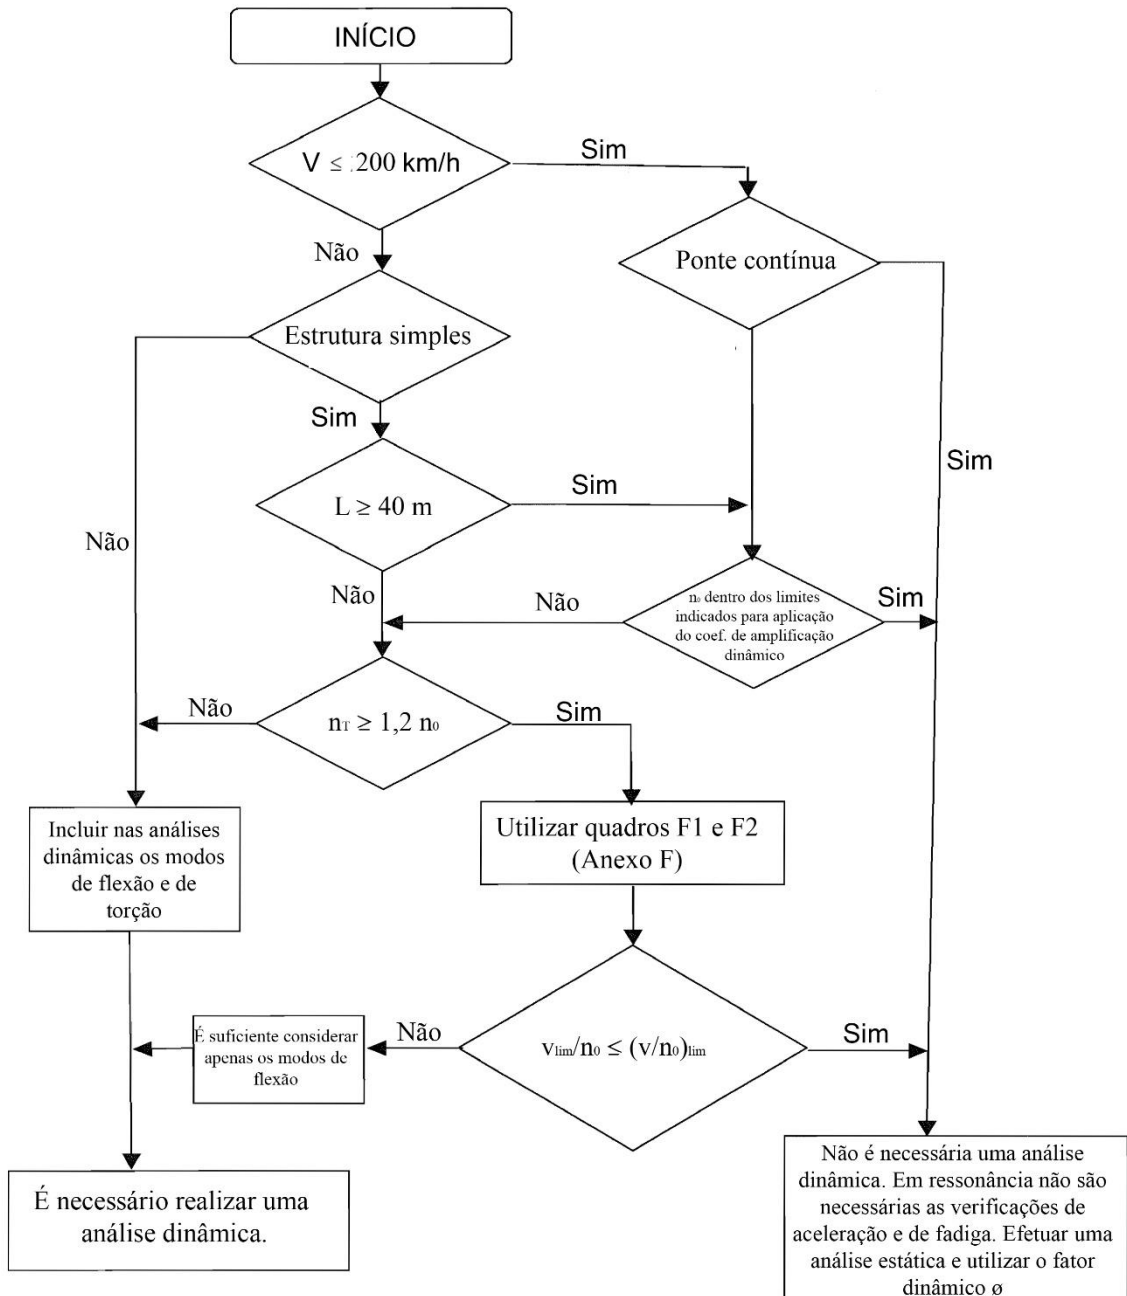 INÍCIO
V ≤ 200 km/h
Sim
Não
Ponte contínua
Estrutura simples
Sim
Sim
L ≥ 40 m
Sim
Não
Não
Não
n₀ dentro dos limites
indicados para aplicação
do coef. de amplificação
dinâmico
Sim
Não
nT ≥ 1,2 n₀
Sim
Incluir nas análises
dinâmicas os modos
de flexão e de
torção
Utilizar quadros F1 e F2
(Anexo F)
É suficiente considerar
apenas os modos de
flexão
Não
vlim/n₀ ≤ (v/n₀)lim
Sim
É necessário realizar uma
análise dinâmica.
Não é necessária uma análise
dinâmica. Em ressonância não são
necessárias as verificações de
aceleração e de fadiga. Efetuar uma
análise estática e utilizar o fator
dinâmico ø